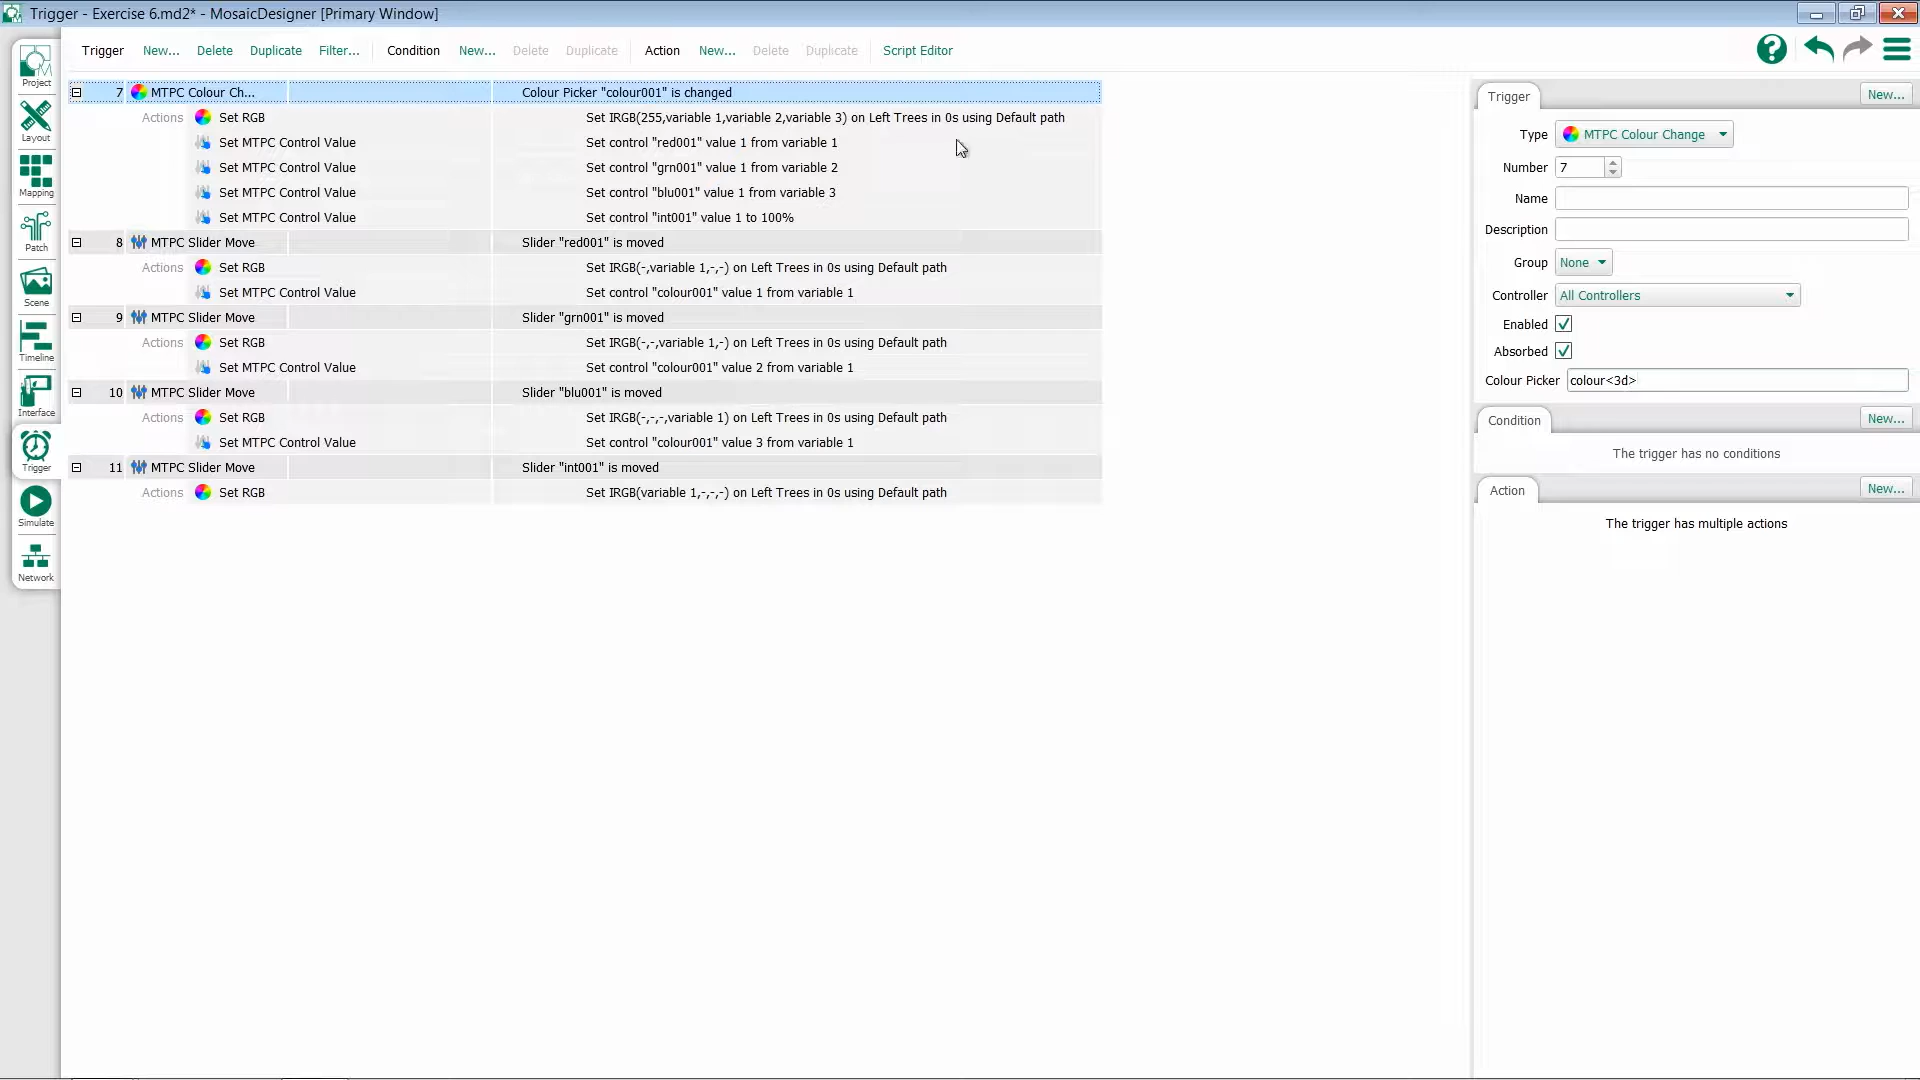 Trigger - Exercise 6.md2* - MosaicDesigner [Primary Window]
Trigger New... Delete Duplicate Filter... Condition New... Delete Duplicate Action New... Delete Duplicate Script Editor
Project
Layout
Mapping
Patch
Scene
Timeline
Interface
Trigger
Simulate
Network
7 MTPC Colour Ch... Colour Picker "colour001" is changed
Actions Set RGB Set IRGB(255,variable 1,variable 2,variable 3) on Left Trees in 0s using Default path
Set MTPC Control Value Set control "red001" value 1 from variable 1
Set MTPC Control Value Set control "grn001" value 1 from variable 2
Set MTPC Control Value Set control "blu001" value 1 from variable 3
Set MTPC Control Value Set control "int001" value 1 to 100%
8 MTPC Slider Move Slider "red001" is moved
Actions Set RGB Set IRGB(-,variable 1,-,-) on Left Trees in 0s using Default path
Set MTPC Control Value Set control "colour001" value 1 from variable 1
9 MTPC Slider Move Slider "grn001" is moved
Actions Set RGB Set IRGB(-,-,variable 1,-) on Left Trees in 0s using Default path
Set MTPC Control Value Set control "colour001" value 2 from variable 1
10 MTPC Slider Move Slider "blu001" is moved
Actions Set RGB Set IRGB(-,-,-,variable 1) on Left Trees in 0s using Default path
Set MTPC Control Value Set control "colour001" value 3 from variable 1
11 MTPC Slider Move Slider "int001" is moved
Actions Set RGB Set IRGB(variable 1,-,-,-) on Left Trees in 0s using Default path
Trigger New...
Type MTPC Colour Change
Number 7
Name
Description
Group None
Controller All Controllers
Enabled
Absorbed
Colour Picker colour<3d>
Condition New...
The trigger has no conditions
Action New...
The trigger has multiple actions